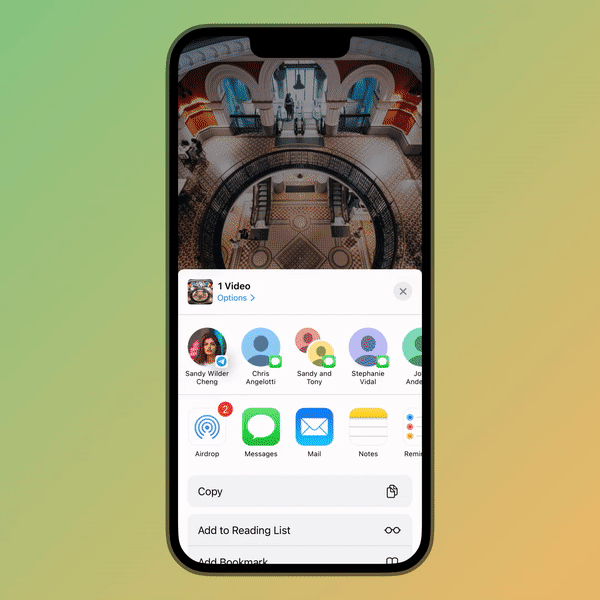 1 Video
Options
Sandy Wilder
Cheng
Chris
Angelotti
Sandy and
Tony
Stephanie
Vidal
Jo
Ande
2
Airdrop
Messages
Mail
Notes
Remi
Copy
Add to Reading List
Add Bookmark